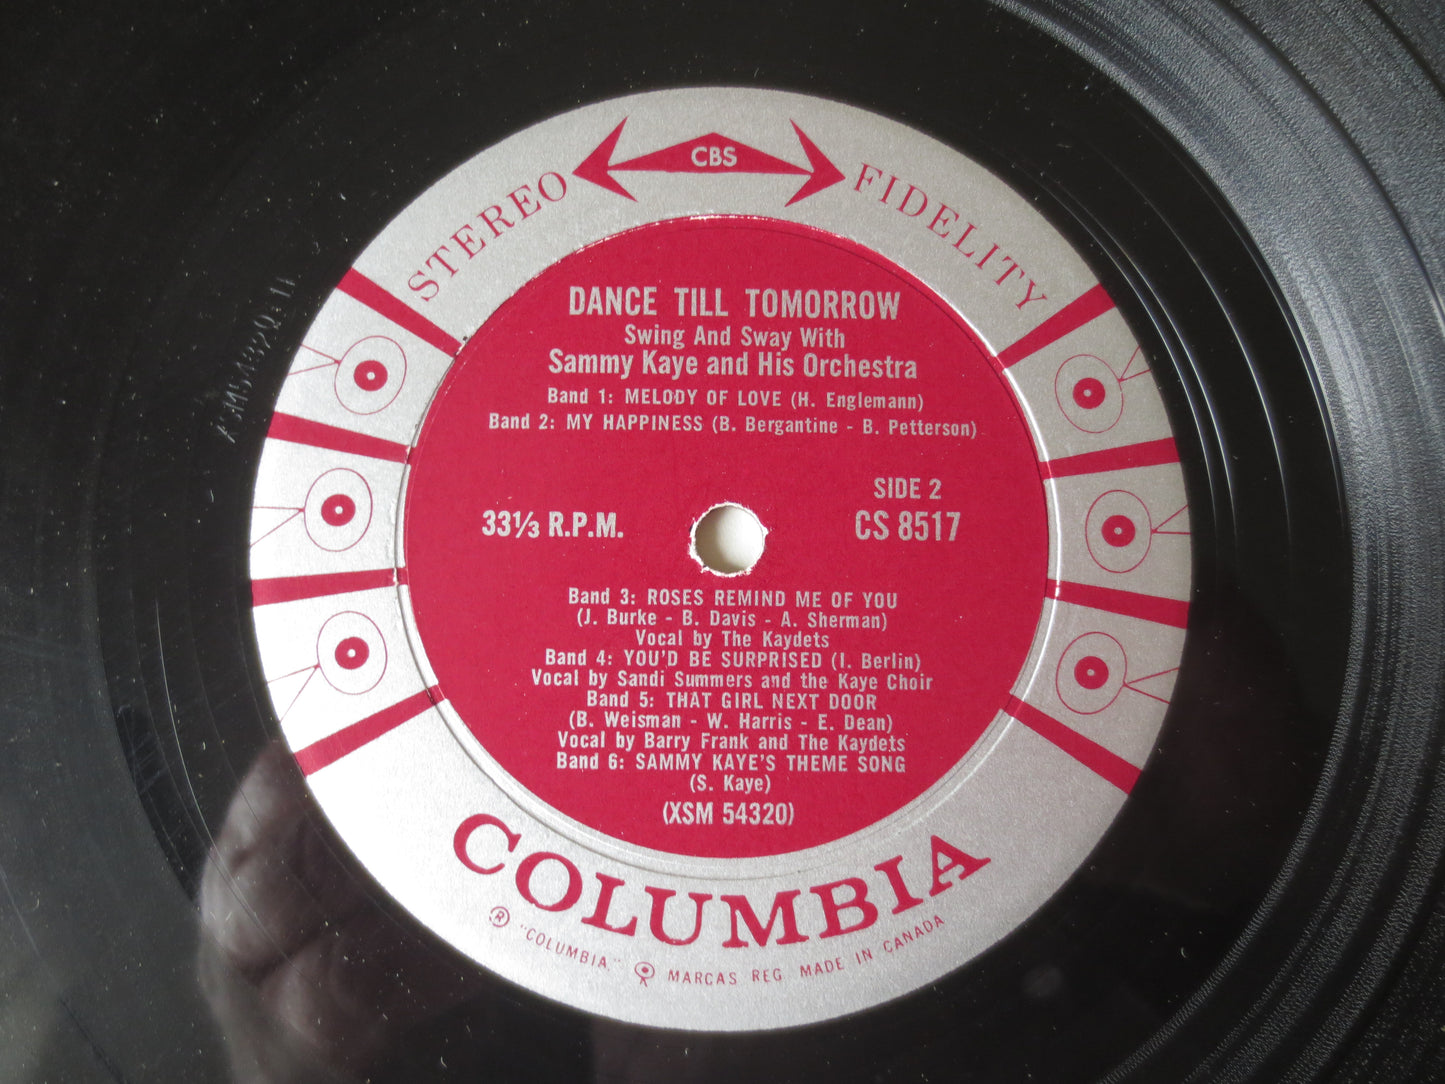 CBS
STEREO FIDELITY
DANCE TILL TOMORROW
Swing And Sway With
Sammy Kaye and His Orchestra
Band 1: MELODY OF LOVE (H. Englemann)
Band 2: MY HAPPINESS (B. Bergantine - B. Petterson)
SIDE 2
33⅓ R.P.M.
CS 8517
Band 3: ROSES REMIND ME OF YOU
(J. Burke - B. Davis - A. Sherman)
Vocal by The Kaydets
Band 4: YOU'D BE SURPRISED (I. Berlin)
Vocal by Sandi Summers and the Kaye Choir
Band 5: THAT GIRL NEXT DOOR
(B. Weisman - W. Harris - E. Dean)
Vocal by Barry Frank and The Kaydets
Band 6: SAMMY KAYE'S THEME SONG
(S. Kaye)
(XSM 54320)
COLUMBIA
® "COLUMBIA," MARCAS REG. MADE IN CANADA